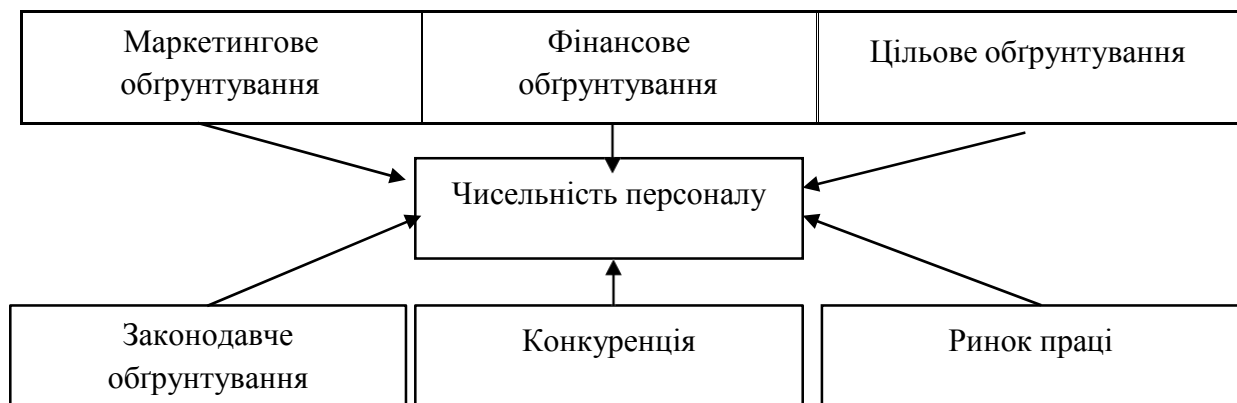 Маркетингове
обґрунтування
Фінансове
обґрунтування
Цільове обґрунтування
Чисельність персоналу
Законодавче
обґрунтування
Конкуренція
Ринок праці